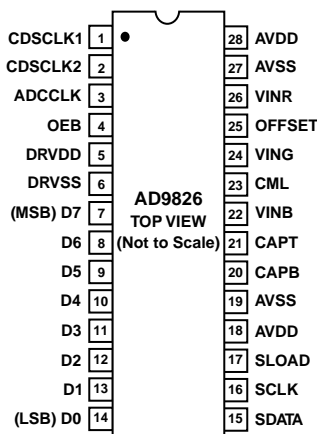 CDSCLK1 1 28 AVDD
CDSCLK2 2 27 AVSS
ADCCLK 3 26 VINR
OEB 4 25 OFFSET
DRVDD 5 24 VING
DRVSS 6 23 CML
(MSB) D7 7 22 VINB
D6 8 21 CAPT
D5 9 20 CAPB
D4 10 19 AVSS
D3 11 18 AVDD
D2 12 17 SLOAD
D1 13 16 SCLK
(LSB) D0 14 15 SDATA
AD9826
TOP VIEW
(Not to Scale)